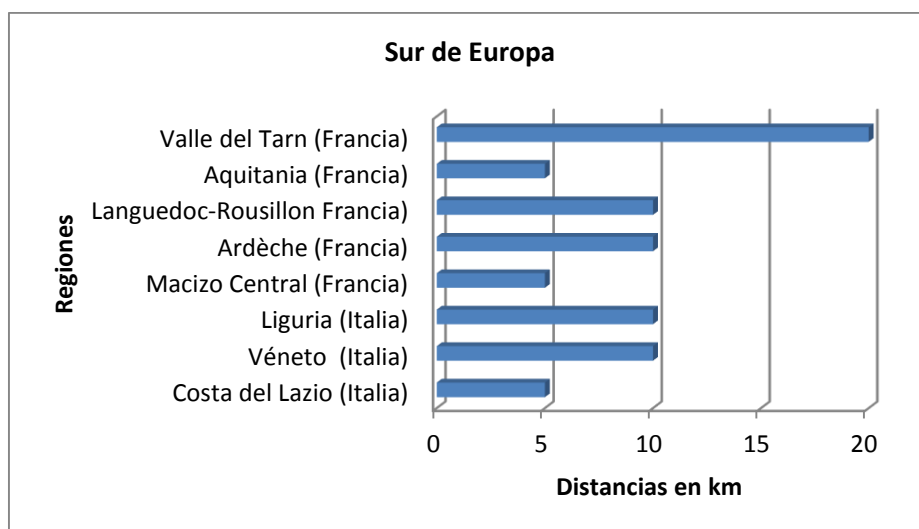 Sur de Europa
Valle del Tarn (Francia)
Aquitania (Francia)
Languedoc-Rousillon Francia)
Ardèche (Francia)
Macizo Central (Francia)
Liguria (Italia)
Véneto  (Italia)
Costa del Lazio (Italia)
Regiones
0 5 10 15 20
Distancias en km